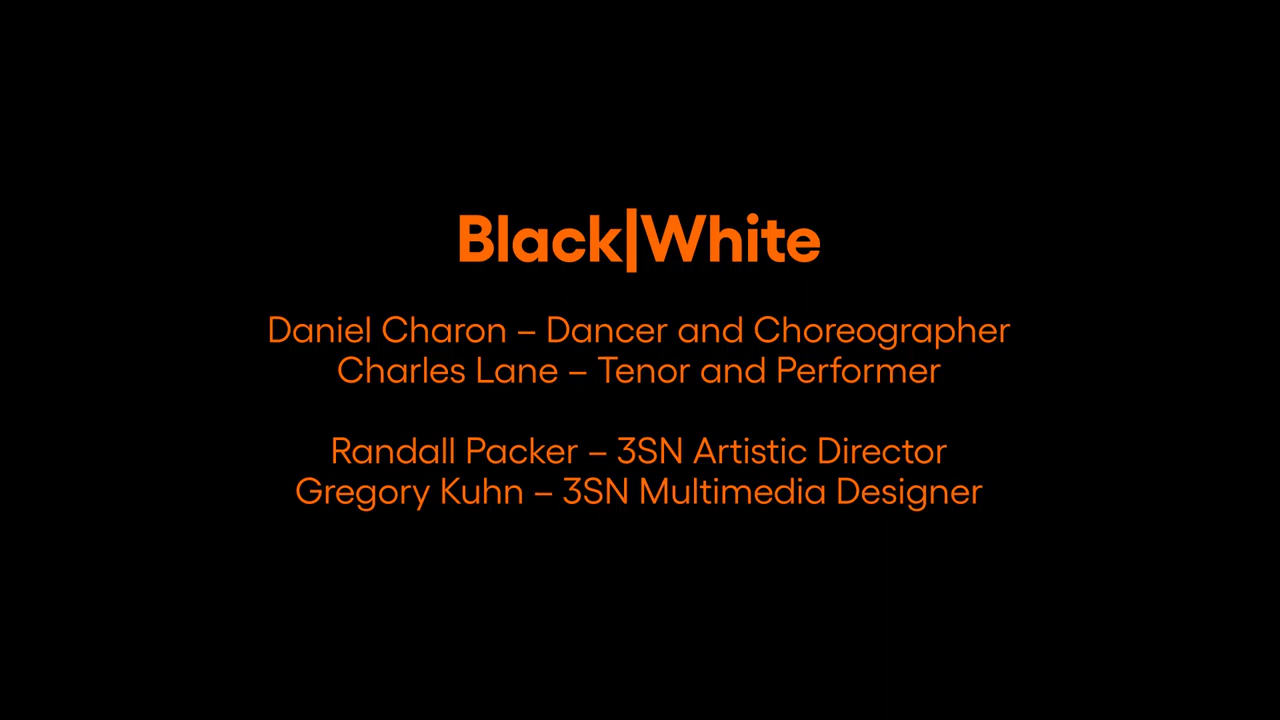 Black|White
Daniel Charon – Dancer and Choreographer
Charles Lane – Tenor and Performer
Randall Packer – 3SN Artistic Director
Gregory Kuhn – 3SN Multimedia Designer